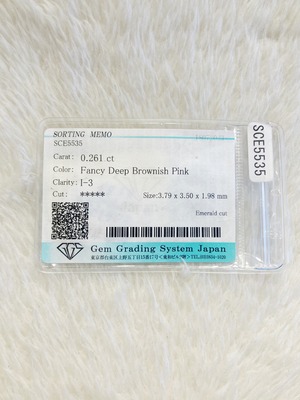 SORTING MEMO
SCE5535
Carat: 0.261 ct
Color: Fancy Deep Brownish Pink
Clarity: I-3
Cut: *****
Size: 3.79 x 3.50 x 1.98 mm
Emerald cut
Gem Grading System Japan
SCE5535